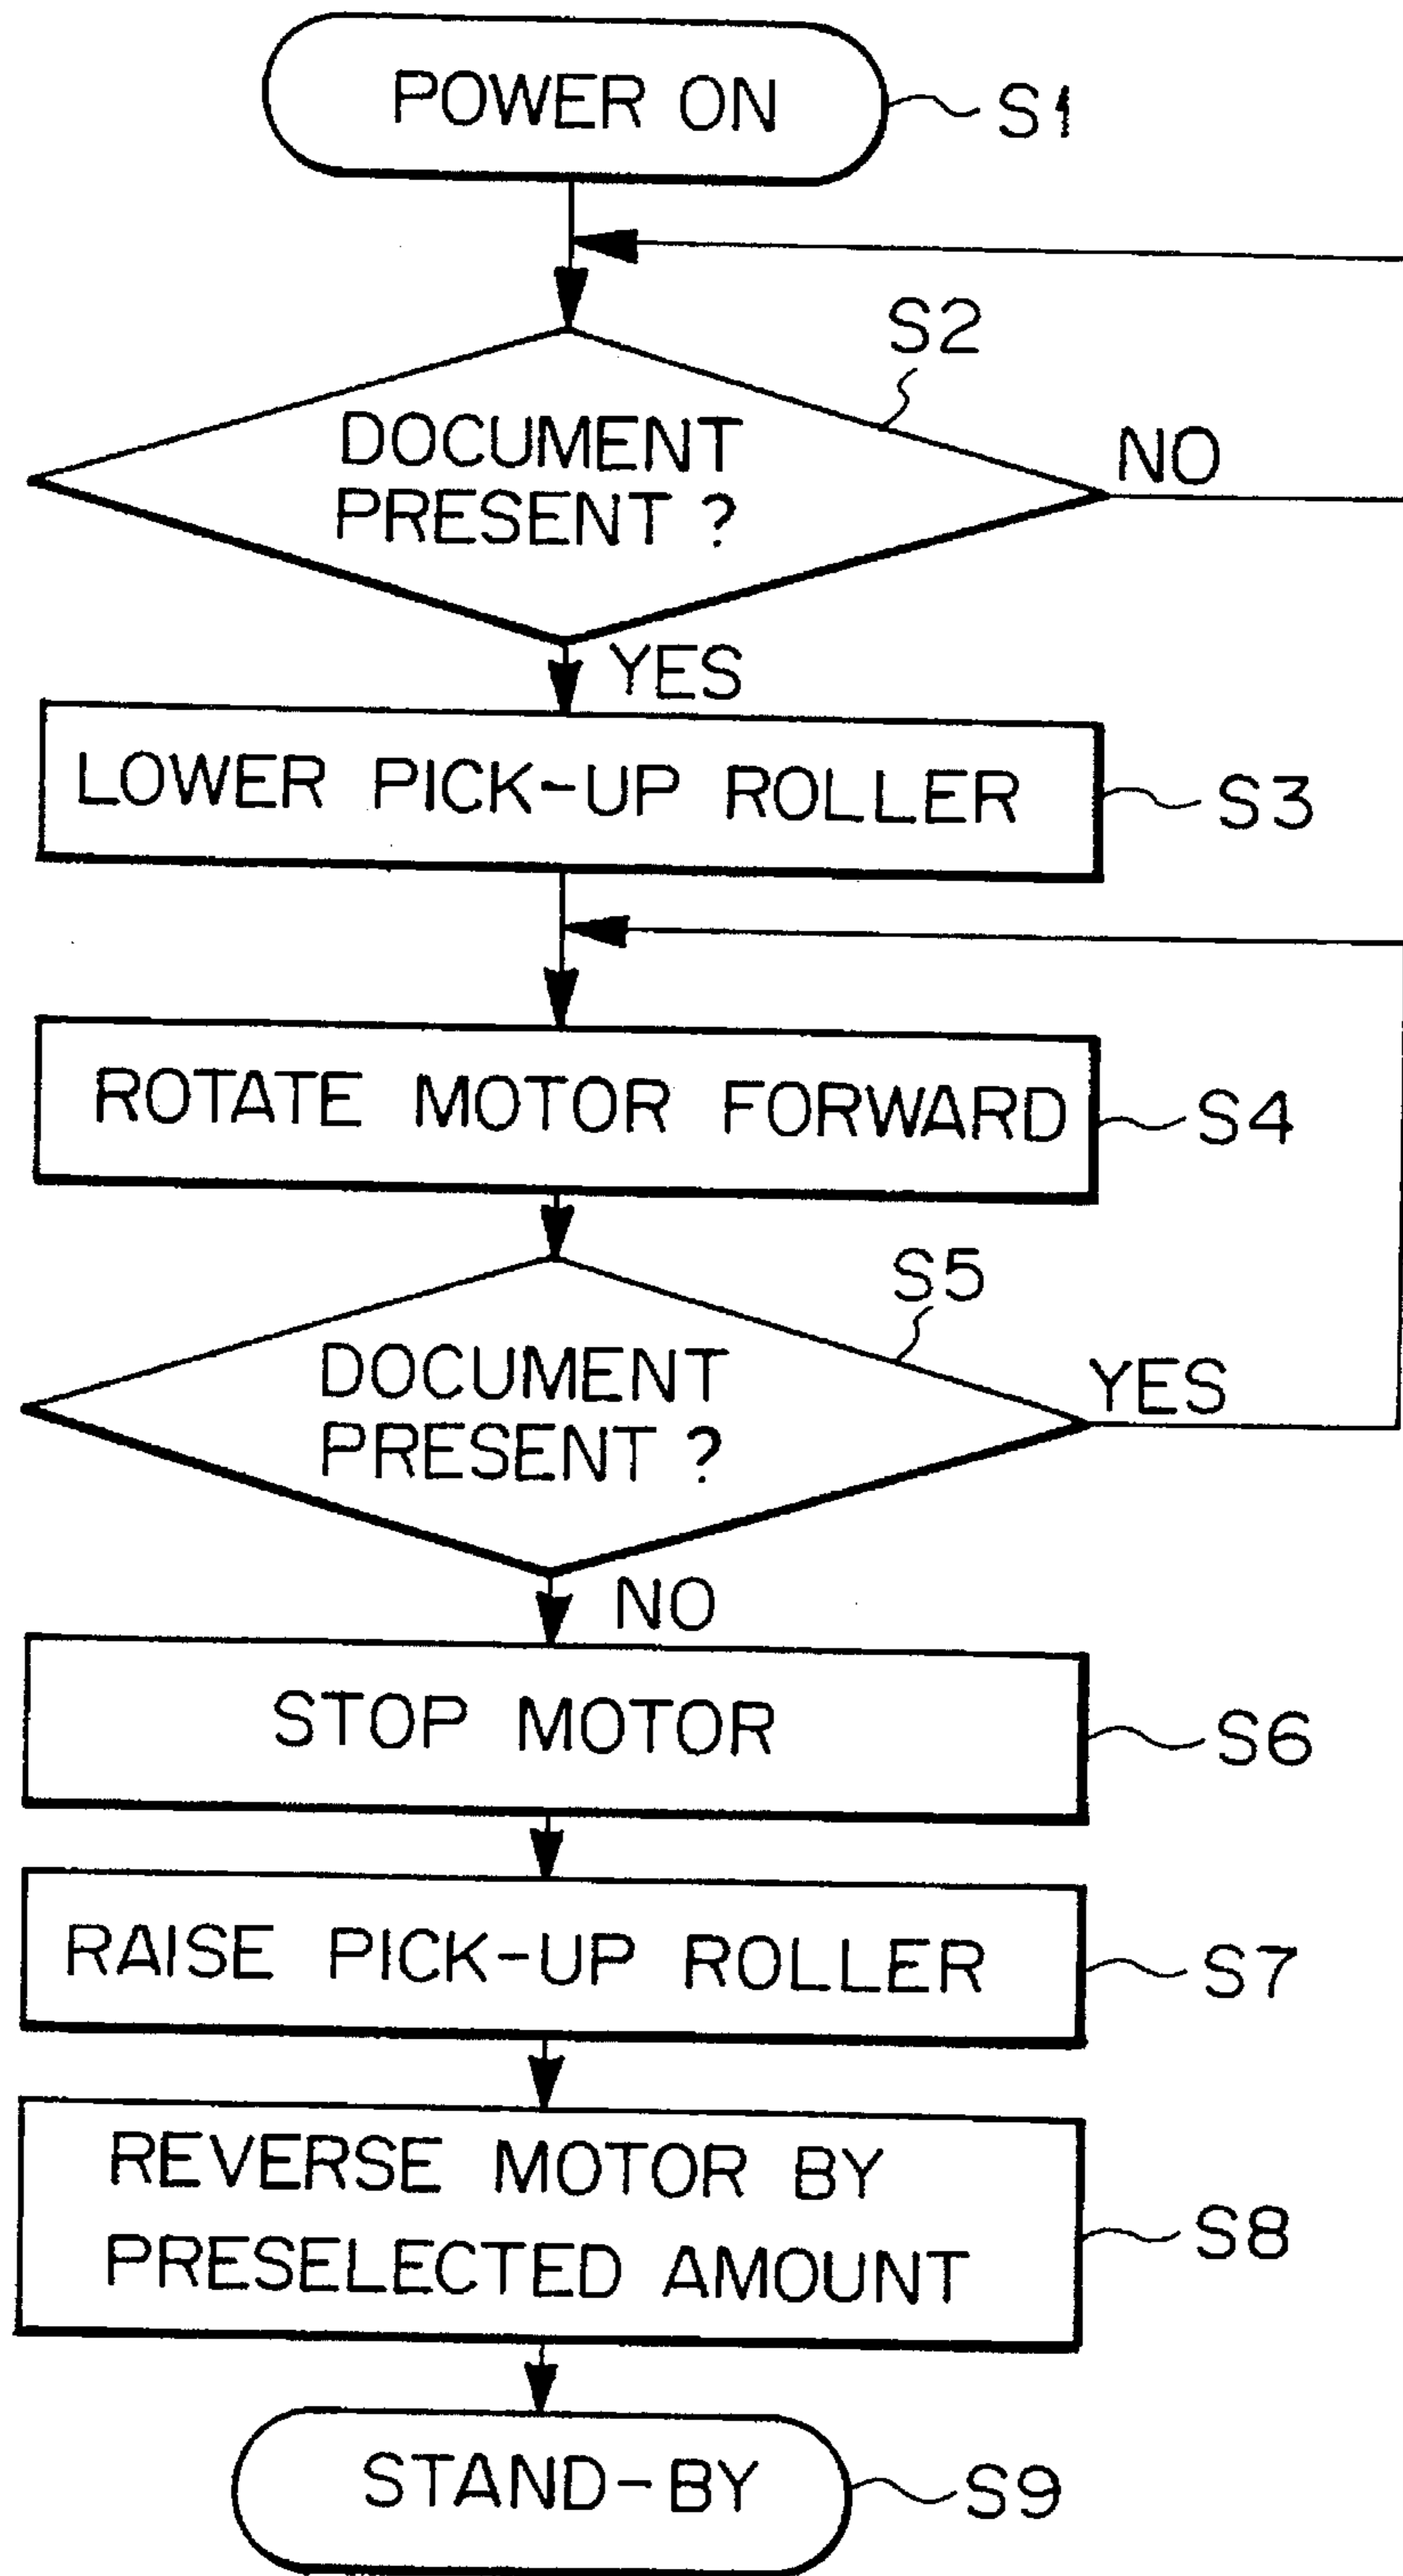 POWER ON
S1
S2
DOCUMENT
PRESENT ?
NO
YES
LOWER PICK-UP ROLLER
S3
ROTATE MOTOR FORWARD
S4
S5
DOCUMENT
PRESENT ?
YES
NO
STOP MOTOR
S6
RAISE PICK-UP ROLLER
S7
REVERSE MOTOR BY
PRESELECTED AMOUNT
S8
STAND-BY
S9